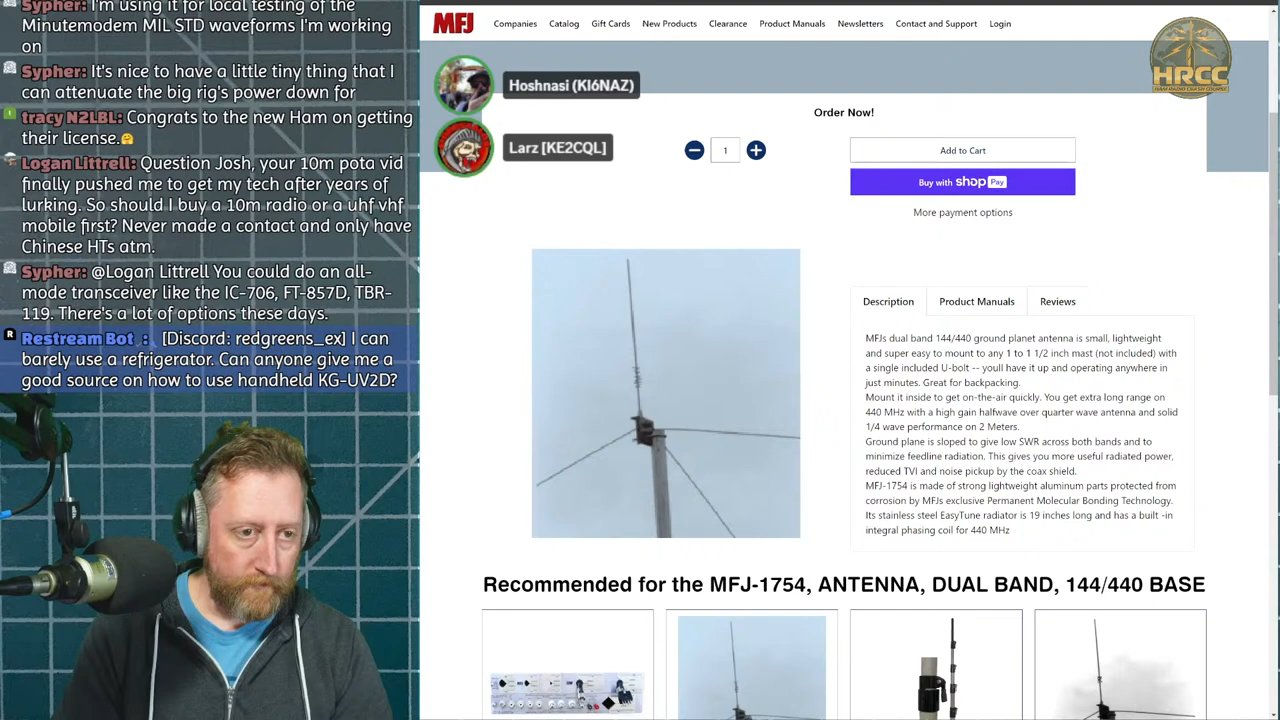 Sypher: I'm using it for local testing of the
Minutemodem MIL STD waveforms I'm working
on
Sypher: It's nice to have a little tiny thing that I
can attenuate the big rig's power down for
tracy N2LBL: Conrats to the new Ham on getting
their license.
Logan Littrell: Question Josh, your 10m pota vid
finally pushed me to get my tech after years of
lurking. So should I buy a 10m radio or a uhf vhf
mobile first? Never made a contact and only have
Chinese HTs atm.
Sypher: @Logan Littrell You could do an all-
mode transceiver like the IC-706, FT-857D, TBR-
119. There's a lot of options these days.
Restream Bot : [Discord: redgreens_ex] I can
barely use a refrigerator. Can anyone give me a
good source on how to use handheld KG-UV2D?
MFJ
Companies
Catalog
Gift Cards
New Products
Clearance
Product Manuals
Newsletters
Contact and Support
Login
HRCC
HAM RADIO CRASH COURSE
Hoshnasi (KI6NAZ)
Larz [KE2CQL]
Order Now!
1
Add to Cart
Buy with shop Pay
More payment options
Description
Product Manuals
Reviews
MFJs dual band 144/440 ground planet antenna is small, lightweight
and super easy to mount to any 1 to 1 1/2 inch mast (not included) with
a single included U-bolt -- youll have it up and operating anywhere in
just minutes. Great for backpacking.
Mount it inside to get on-the-air quickly. You get extra long range on
440 MHz with a high gain halfwave over quarter wave antenna and solid
1/4 wave performance on 2 Meters.
Ground plane is sloped to give low SWR across both bands and to
minimize feedline radiation. This gives you more useful radiated power,
reduced TVI and noise pickup by the coax shield.
MFJ-1754 is made of strong lightweight aluminum parts protected from
corrosion by MFJs exclusive Permanent Molecular Bonding Technology.
Its stainless steel EasyTune radiator is 19 inches long and has a built -in
integral phasing coil for 440 MHz
Recommended for the MFJ-1754, ANTENNA, DUAL BAND, 144/440 BASE